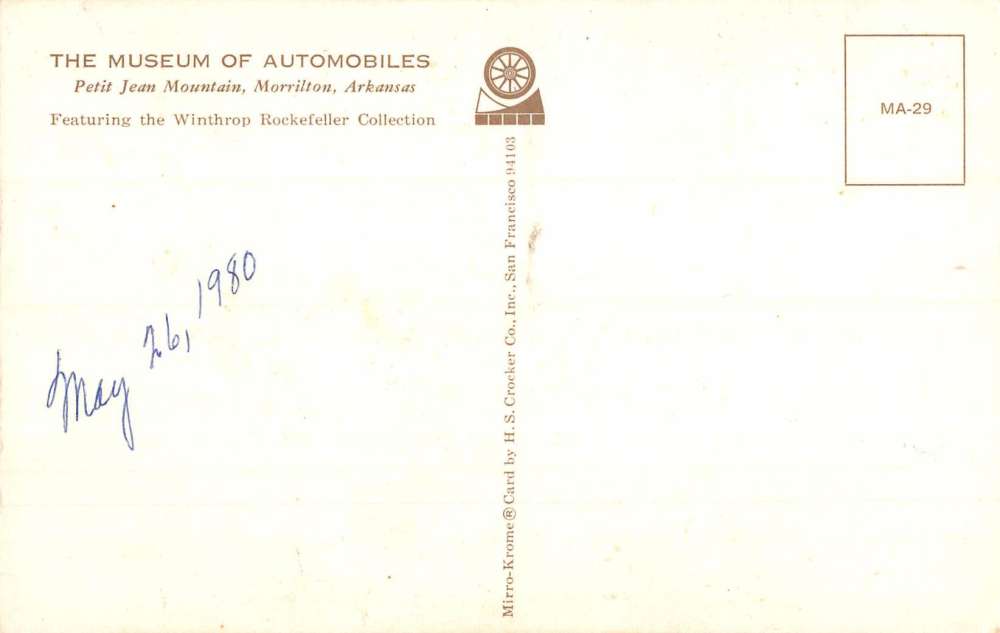 THE MUSEUM OF AUTOMOBILES
Petit Jean Mountain, Morrilton, Arkansas
Featuring the Winthrop Rockefeller Collection
May 26, 1980
Mirro-Krome® Card by H. S. Crocker Co., Inc., San Francisco 94103
MA-29